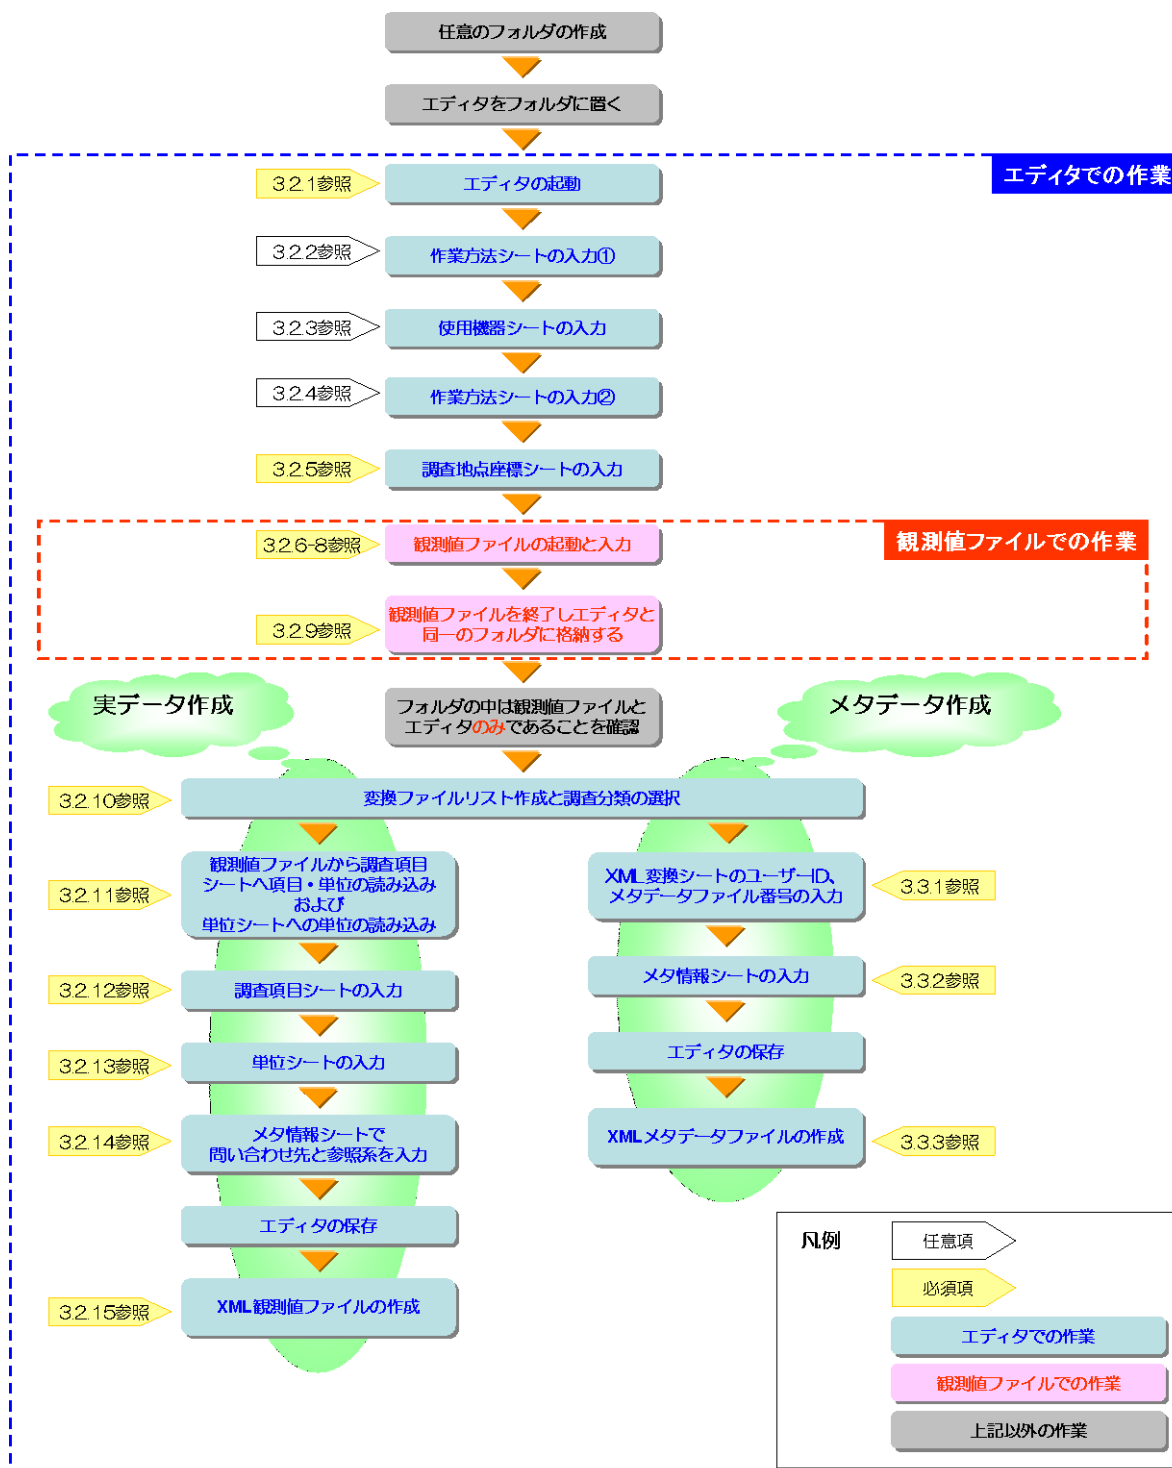 任意のフォルダの作成
エディタをフォルダに置く
エディタでの作業
3.2.1参照
エディタの起動
3.2.2参照
作業方法シートの入力①
3.2.3参照
使用機器シートの入力
3.2.4参照
作業方法シートの入力②
3.2.5参照
調査地点座標シートの入力
観測値ファイルでの作業
3.2.6-8参照
観測値ファイルの起動と入力
3.2.9参照
観測値ファイルを終了しエディタと
同一のフォルダに格納する
実データ作成
フォルダの中は観測値ファイルと
エディタのみであることを確認
メタデータ作成
3.2.10参照
変換ファイルリスト作成と調査分類の選択
3.2.11参照
観測値ファイルから調査項目
シートへ項目・単位の読み込み
および
単位シートへの単位の読み込み
3.2.12参照
調査項目シートの入力
3.2.13参照
単位シートの入力
3.2.14参照
メタ情報シートで
問い合わせ先と参照系を入力
エディタの保存
3.2.15参照
XML観測値ファイルの作成
XML変換シートのユーザーID、
メタデータファイル番号の入力
3.3.1参照
メタ情報シートの入力
3.3.2参照
エディタの保存
XMLメタデータファイルの作成
3.3.3参照
凡例
任意項
必須項
エディタでの作業
観測値ファイルでの作業
上記以外の作業